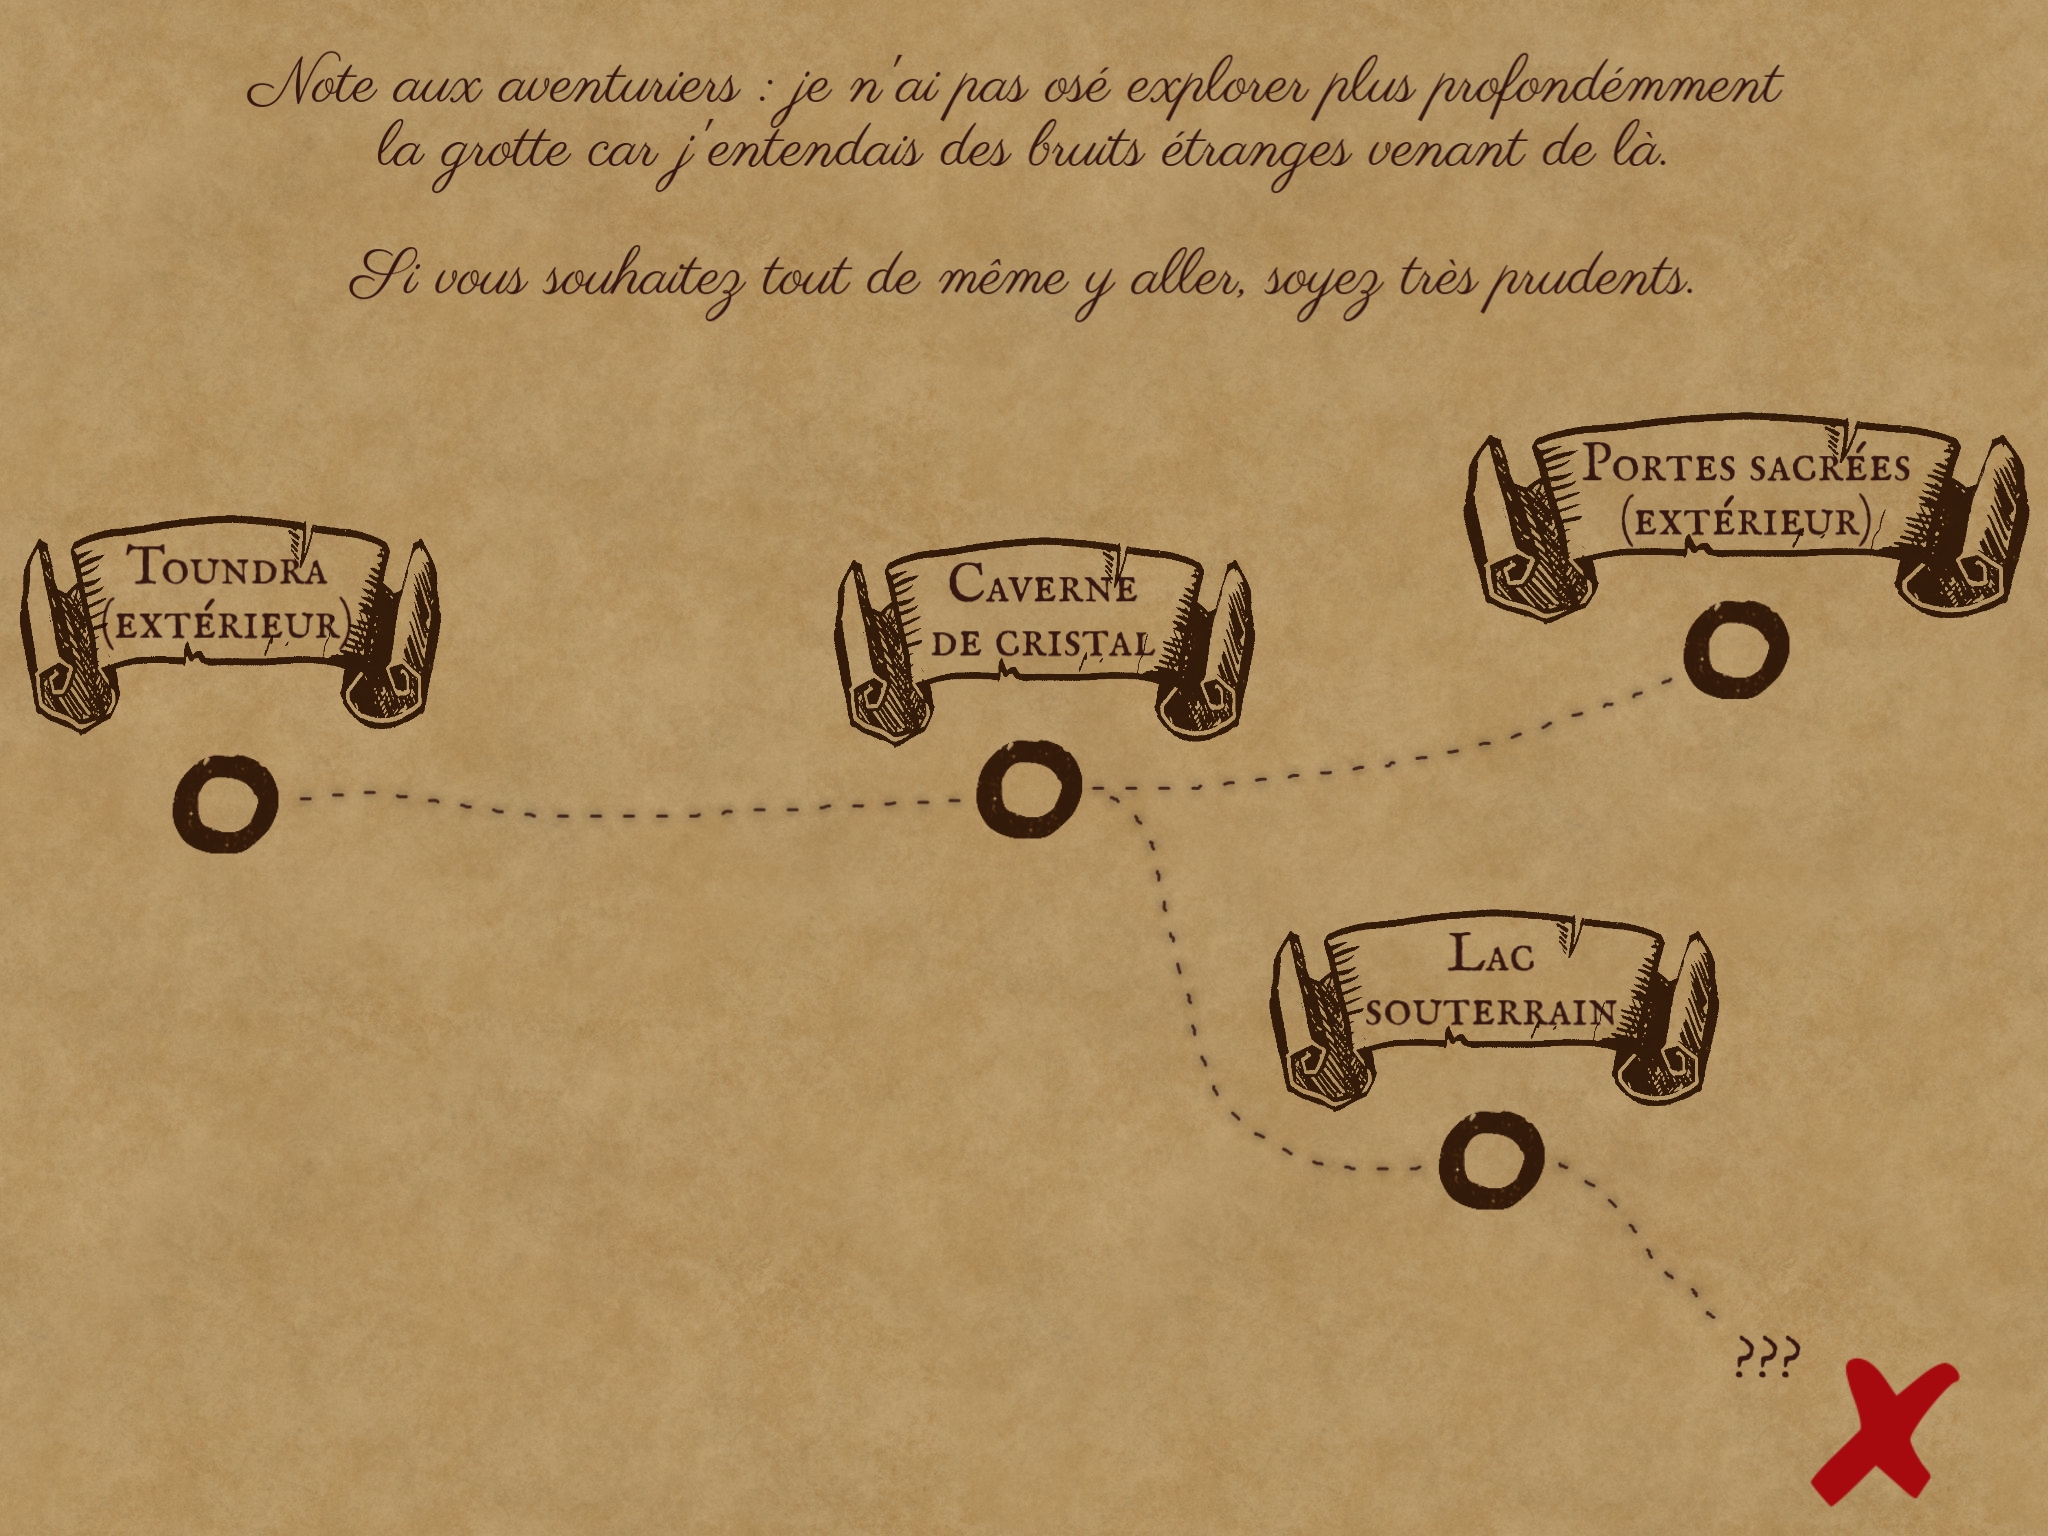 Note aux aventuriers : je n'ai pas osé explorer plus profondémment
la grotte car j'entendais des bruits étranges venant de là.
Si vous souhaitez tout de même y aller, soyez très prudents.
Portes sacrées
(extérieur)
Toundra
(extérieur)
Caverne
de cristal
Lac
souterrain
???